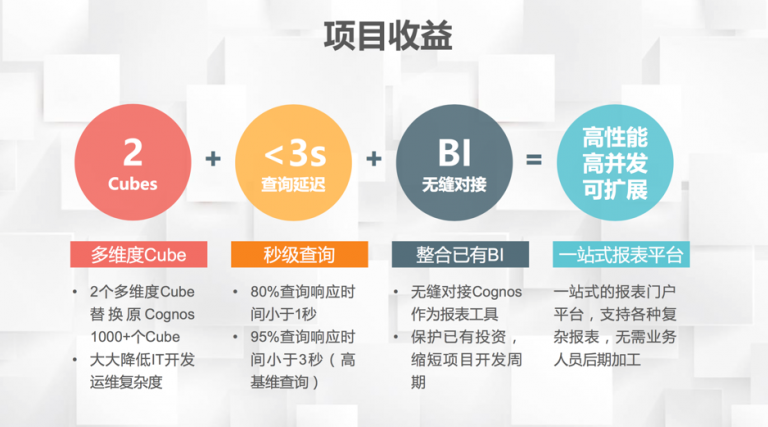 项目收益
2
Cubes
+
<3s
查询延迟
+
BI
无缝对接
=
高性能
高并发
可扩展
多维度Cube
• 2个多维度Cube
替换原Cognos
1000+个Cube
• 大大降低IT开发
运维复杂度
秒级查询
• 80%查询响应时
间小于1秒
• 95%查询响应时
间小于3秒（高
基维查询）
整合已有BI
• 无缝对接Cognos
作为报表工具
• 保护已有投资，
缩短项目开发周
期
一站式报表平台
一站式的报表门户
平台，支持各种复
杂报表，无需业务
人员后期加工